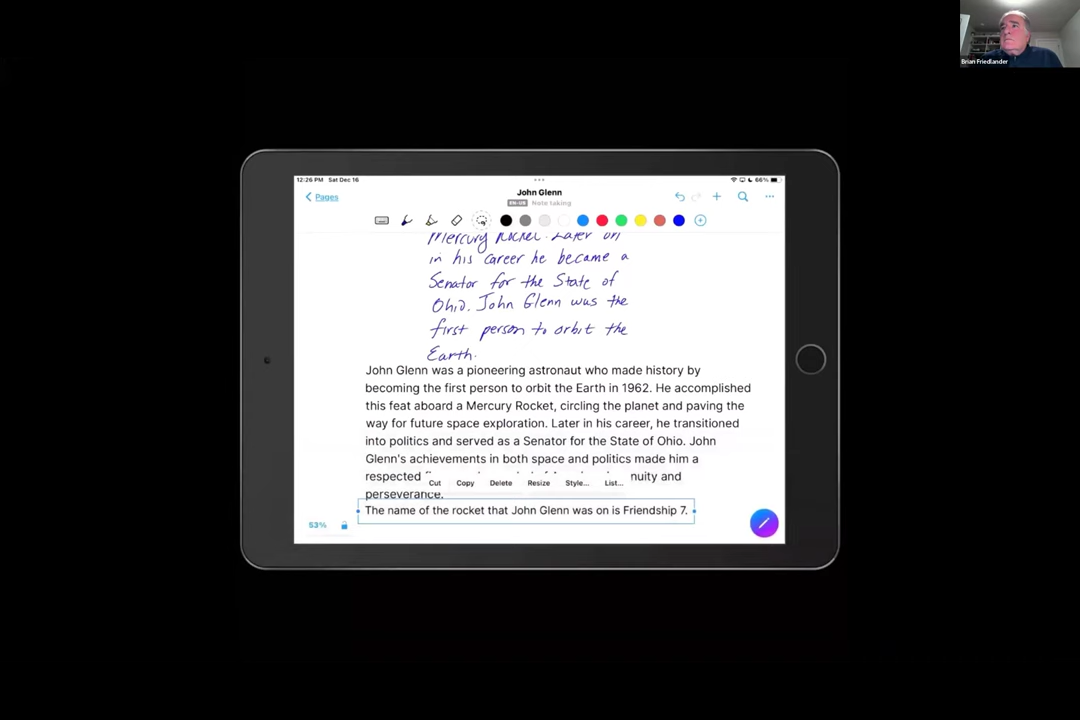 Brian Friedlander
12:26 PM Sat Dec 16
66%
Pages
John Glenn
EN-US Note taking
Mercury Rocket. Later on
in his career he became a
Senator for the State of
Ohio. John Glenn was the
first person to orbit the
Earth.
John Glenn was a pioneering astronaut who made history by
becoming the first person to orbit the Earth in 1962. He accomplished
this feat aboard a Mercury Rocket, circling the planet and paving the
way for future space exploration. Later in his career, he transitioned
into politics and served as a Senator for the State of Ohio. John
Glenn's achievements in both space and politics made him a
respected nuity and
Cut Copy Delete Resize Style... List...
perseverance.
The name of the rocket that John Glenn was on is Friendship 7.
53%